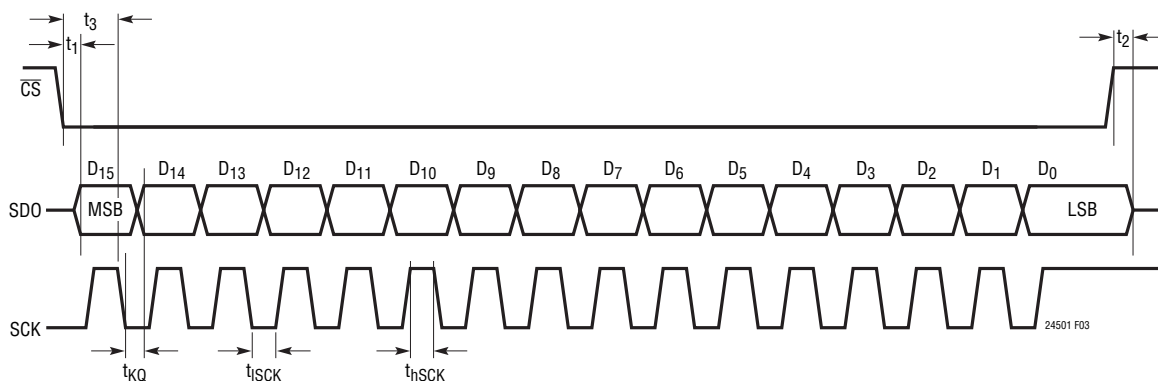 t3
t1
t2
CS
D15 D14 D13 D12 D11 D10 D9 D8 D7 D6 D5 D4 D3 D2 D1 D0
SDO MSB LSB
SCK
24501 F03
tKQ tlSCK thSCK